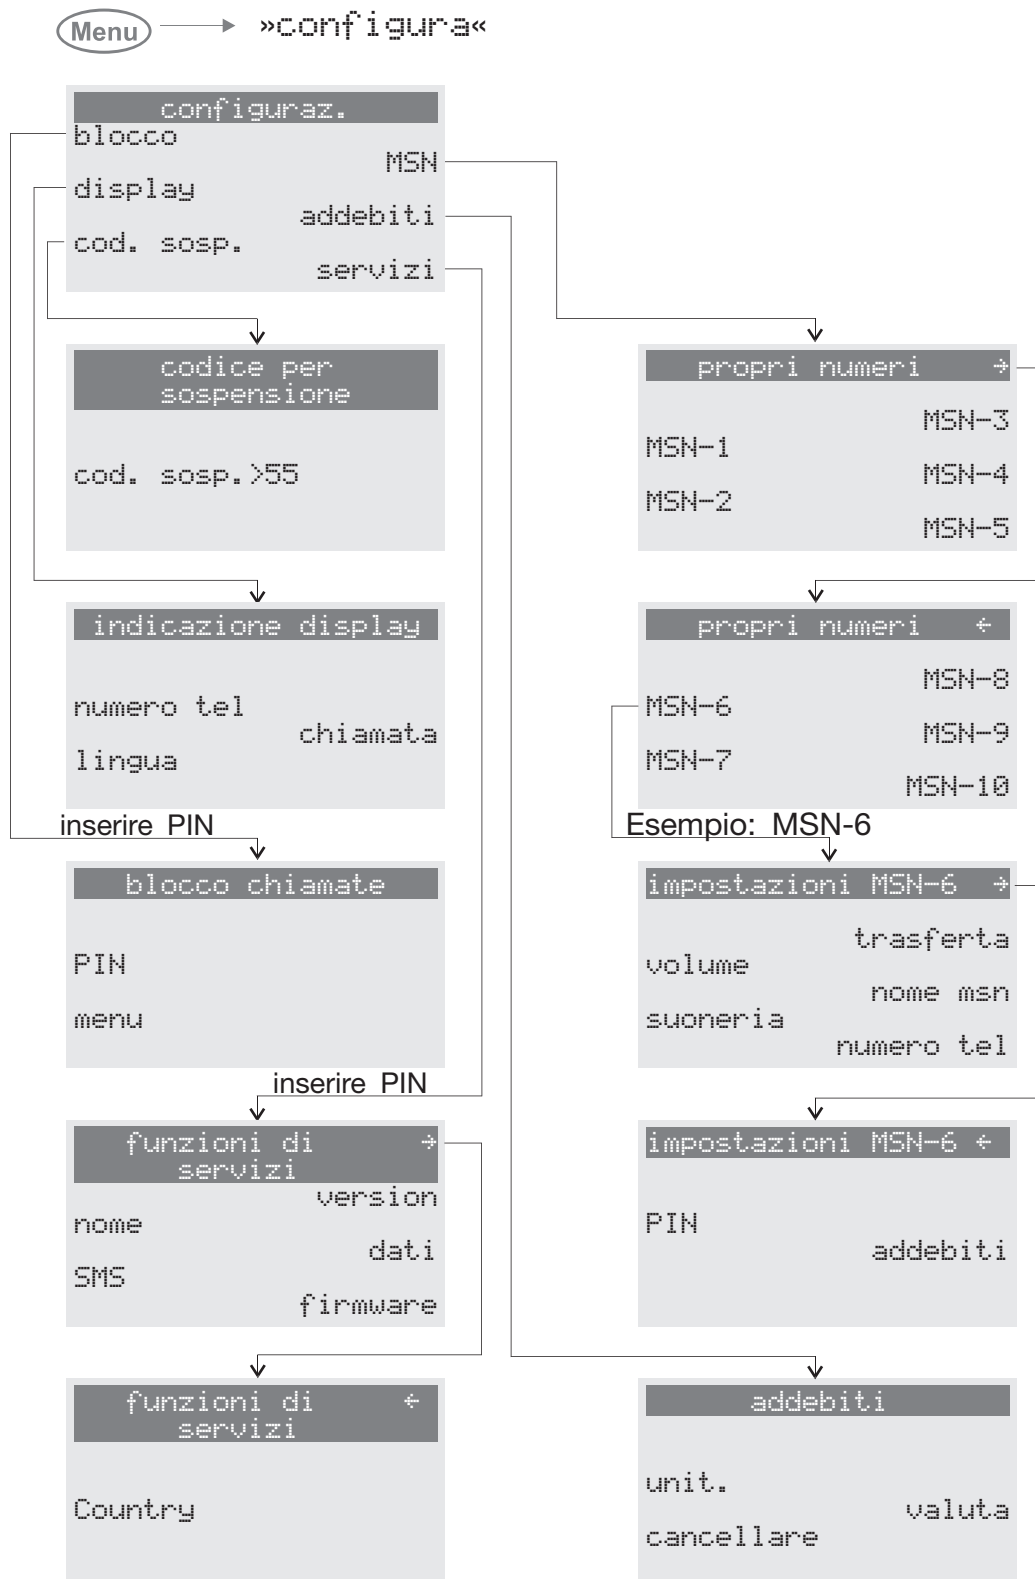 Menu »configura«
configuraz.
blocco
MSN
display
addebiti
cod. sosp.
servizi
codice per
sospensione
cod. sosp.>55
indicazione display
numero tel
chiamata
lingua
inserire PIN
blocco chiamate
PIN
menu
inserire PIN
funzioni di →
servizi
version
nome
dati
SMS
firmware
funzioni di ←
servizi
Country
propri numeri →
MSN-3
MSN-1
MSN-4
MSN-2
MSN-5
propri numeri ←
MSN-8
MSN-6
MSN-9
MSN-7
MSN-10
Esempio: MSN-6
impostazioni MSN-6 →
trasferta
volume
nome msn
suoneria
numero tel
impostazioni MSN-6 ←
PIN
addebiti
addebiti
unit.
valuta
cancellare